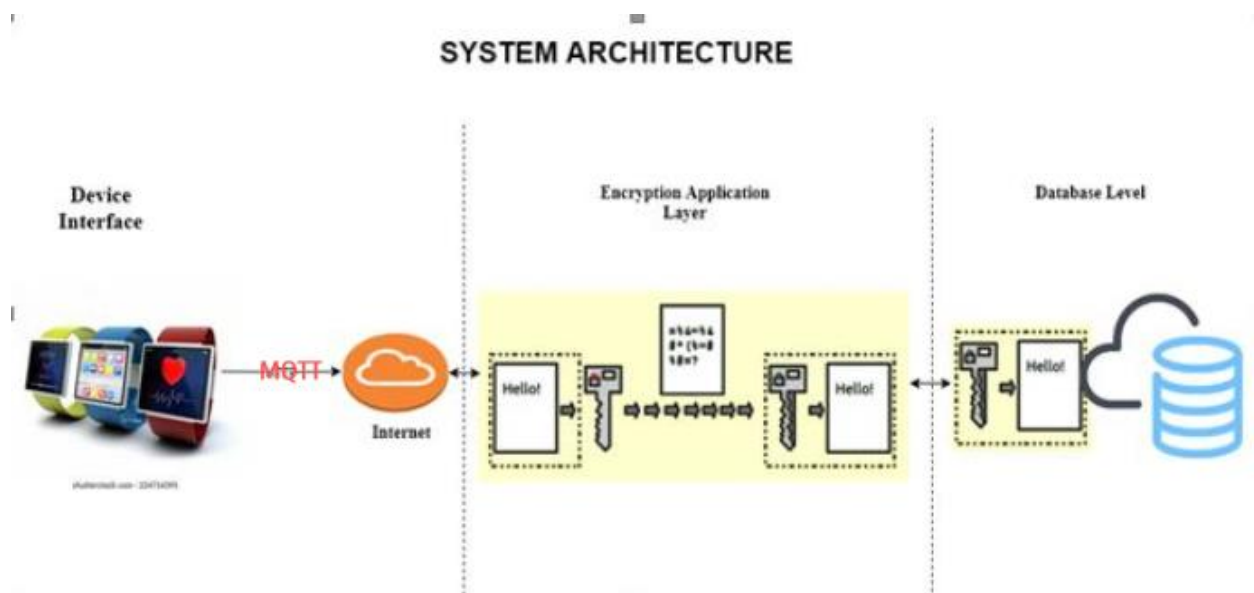 SYSTEM ARCHITECTURE
Device
Interface
Encryption Application
Layer
Database Level
MQTT
Internet
Hello!
Hello!
Hello!